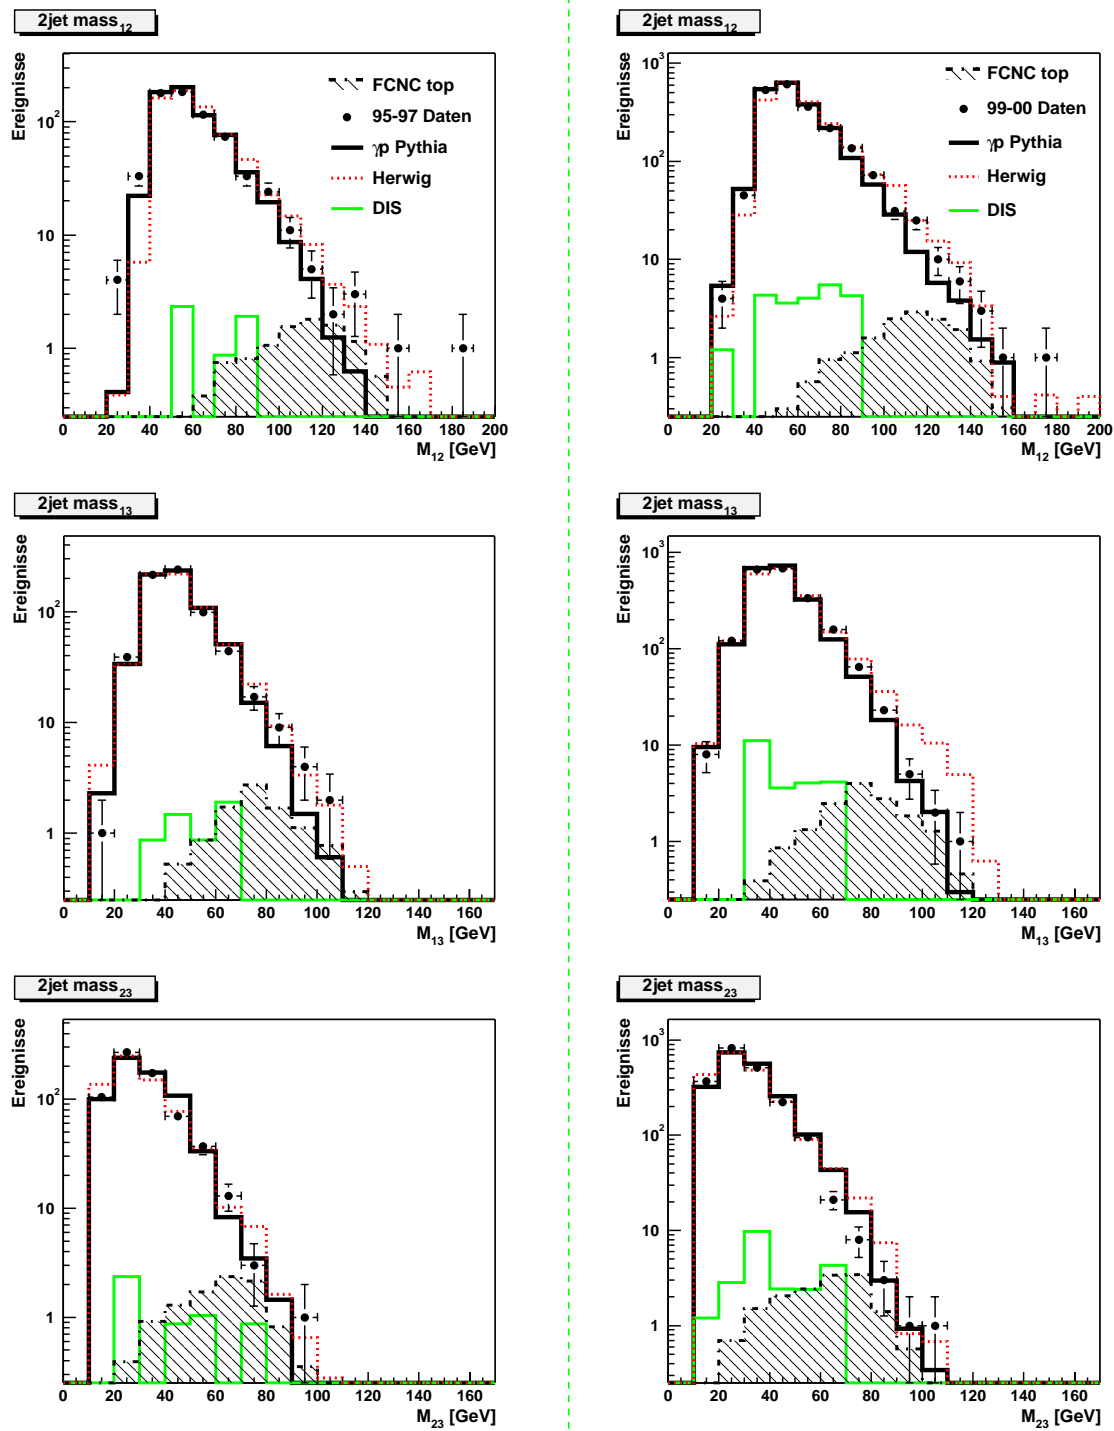 2jet mass12
Ereignisse
FCNC top
95-97 Daten
γp Pythia
Herwig
DIS
10²
10
1
0 20 40 60 80 100 120 140 160 180 200
M12 [GeV]
2jet mass12
Ereignisse
FCNC top
99-00 Daten
γp Pythia
Herwig
DIS
10³
10²
10
1
0 20 40 60 80 100 120 140 160 180 200
M12 [GeV]
2jet mass13
Ereignisse
10²
10
1
0 20 40 60 80 100 120 140 160
M13 [GeV]
2jet mass13
Ereignisse
10³
10²
10
1
0 20 40 60 80 100 120 140 160
M13 [GeV]
2jet mass23
Ereignisse
10²
10
1
0 20 40 60 80 100 120 140 160
M23 [GeV]
2jet mass23
Ereignisse
10³
10²
10
1
0 20 40 60 80 100 120 140 160
M23 [GeV]